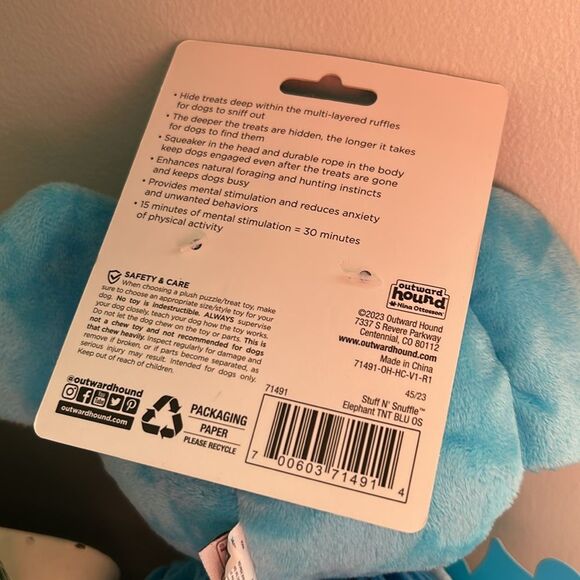 • Hide treats deep within the multi-layered ruffles
for dogs to sniff out
• The deeper the treats are hidden, the longer it takes
for dogs to find them
• Squeaker in the head and durable rope in the body
keep dogs engaged even after the treats are gone
• Enhances natural foraging and hunting instincts
and keeps dogs busy
• Provides mental stimulation and reduces anxiety
and unwanted behaviors
• 15 minutes of mental stimulation = 30 minutes
of physical activity
SAFETY & CARE
When choosing a plush puzzle/treat toy, make
sure to choose an appropriate size/style toy for your
dog. No toy is indestructible. ALWAYS supervise
your dog closely; teach your dog how the toy works.
Do not let the dog chew on the toy or parts. This is
not a chew toy and not recommended for dogs
that chew heavily. Inspect regularly for damage and
remove if broken, or if parts become separated, as
serious injury may result. Intended for dogs only.
Keep out of reach of children.
@outwardhound
outwardhound.com
PACKAGING
PAPER
PLEASE RECYCLE
outward
hound
Nina Ottosson
©2023 Outward Hound
7337 S Revere Parkway
Centennial, CO 80112
www.outwardhound.com
Made in China
71491-OH-HC-V1-R1
45/23
71491
Stuff N' Snuffle™
Elephant TNT BLU OS
7 00603 71491 4